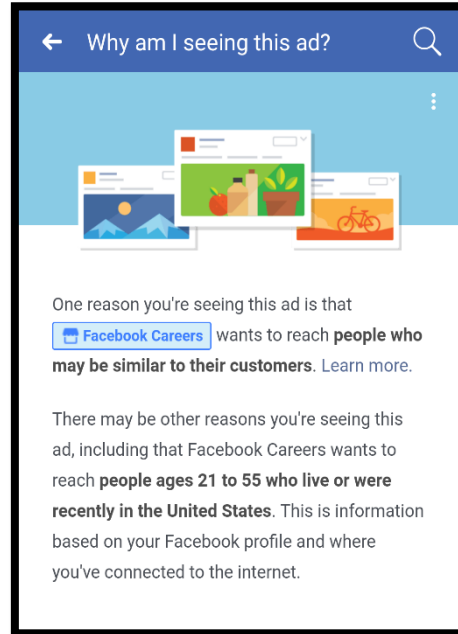 Why am I seeing this ad?
One reason you're seeing this ad is that
Facebook Careers wants to reach people who
may be similar to their customers. Learn more.
There may be other reasons you're seeing this
ad, including that Facebook Careers wants to
reach people ages 21 to 55 who live or were
recently in the United States. This is information
based on your Facebook profile and where
you've connected to the internet.